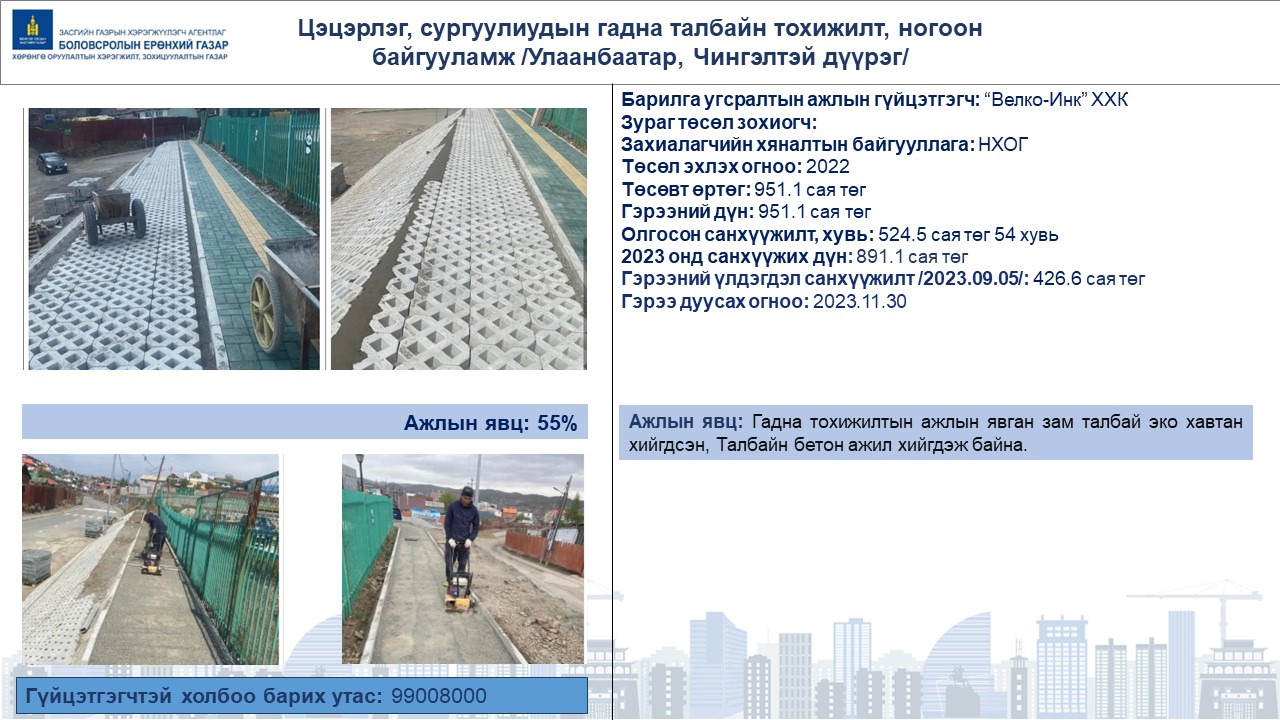 ЗАСГИЙН ГАЗРЫН ХЭРЭГЖҮҮЛЭГЧ АГЕНТЛАГ
БОЛОВСРОЛЫН ЕРӨНХИЙ ГАЗАР
ХӨРӨНГӨ ОРУУЛАЛТЫН ХЭРЭГЖИЛТ, ЗОХИЦУУЛАЛТЫН ГАЗАР
Цэцэрлэг, сургуулиудын гадна талбайн тохижилт, ногоон
байгууламж /Улаанбаатар, Чингэлтэй дүүрэг/
Барилга угсралтын ажлын гүйцэтгэгч: “Велко-Инк” ХХК
Зураг төсөл зохиогч:
Захиалагчийн хяналтын байгууллага: НХОГ
Төсөл эхлэх огноо: 2022
Төсөвт өртөг: 951.1 сая төг
Гэрээний дүн: 951.1 сая төг
Олгосон санхүүжилт, хувь: 524.5 сая төг 54 хувь
2023 онд санхүүжих дүн: 891.1 сая төг
Гэрээний үлдэгдэл санхүүжилт /2023.09.05/: 426.6 сая төг
Гэрээ дуусах огноо: 2023.11.30
Ажлын явц: 55%
Ажлын явц: Гадна тохижилтын ажлын явган зам талбай эко хавтан
хийгдсэн, Талбайн бетон ажил хийгдэж байна.
Гүйцэтгэгчтэй холбоо барих утас: 99008000